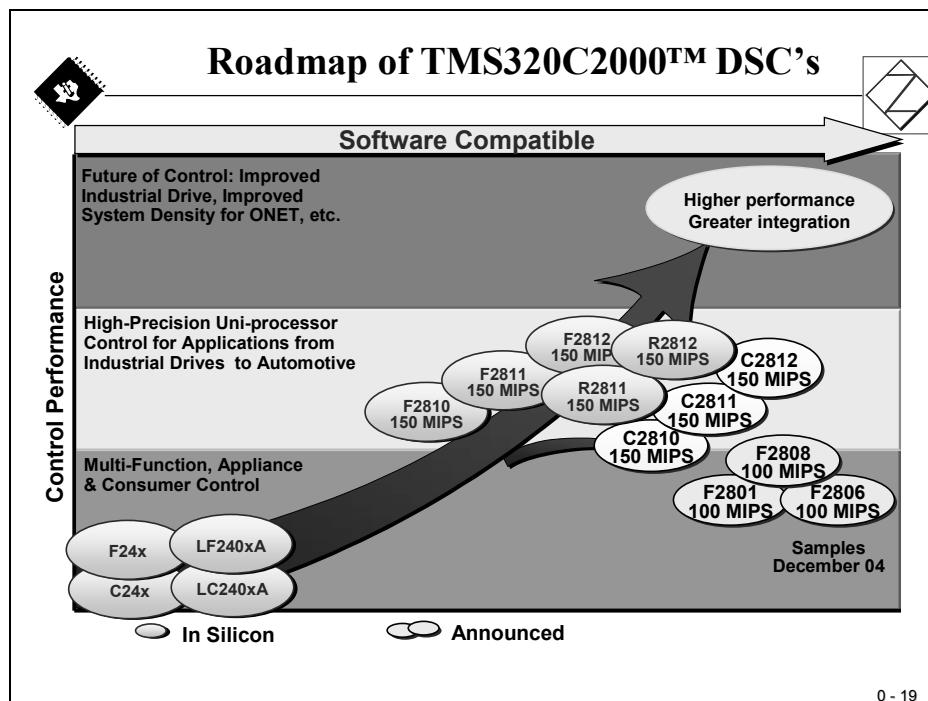 Roadmap of TMS320C2000™ DSC's
Software Compatible
Control Performance
Future of Control: Improved
Industrial Drive, Improved
System Density for ONET, etc.
Higher performance
Greater integration
High-Precision Uni-processor
Control for Applications from
Industrial Drives to Automotive
F2812
150 MIPS
R2812
150 MIPS
C2812
150 MIPS
F2811
150 MIPS
R2811
150 MIPS
C2811
150 MIPS
F2810
150 MIPS
C2810
150 MIPS
Multi-Function, Appliance
& Consumer Control
F2808
100 MIPS
F2801
100 MIPS
F2806
100 MIPS
F24x
LF240xA
C24x
LC240xA
Samples
December 04
In Silicon
Announced
0 - 19